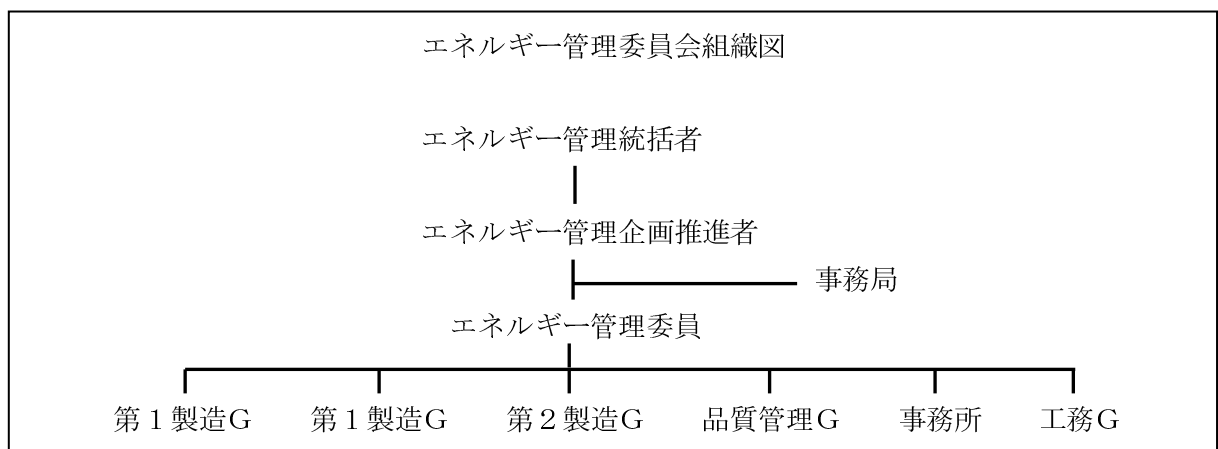 エネルギー管理委員会組織図
エネルギー管理統括者
エネルギー管理企画推進者
事務局
エネルギー管理委員
第１製造Ｇ 第１製造Ｇ 第２製造Ｇ 品質管理Ｇ 事務所 工務Ｇ